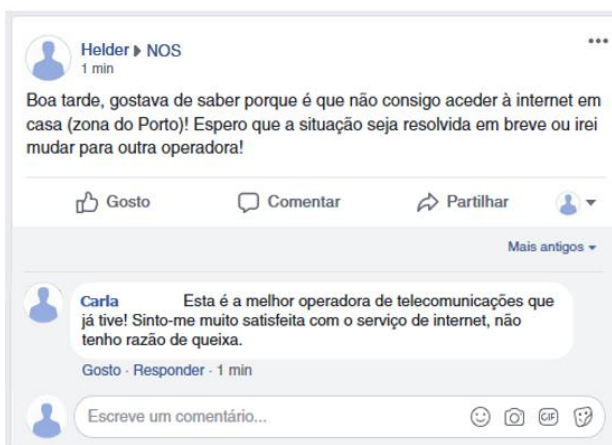 Helder ▸ NOS
1 min
Boa tarde, gostava de saber porque é que não consigo aceder à internet em
casa (zona do Porto)! Espero que a situação seja resolvida em breve ou irei
mudar para outra operadora!
Gosto Comentar Partilhar
Mais antigos
Carla Esta é a melhor operadora de telecomunicações que
já tive! Sinto-me muito satisfeita com o serviço de internet, não
tenho razão de queixa.
Gosto · Responder · 1 min
Escreve um comentário... GIF